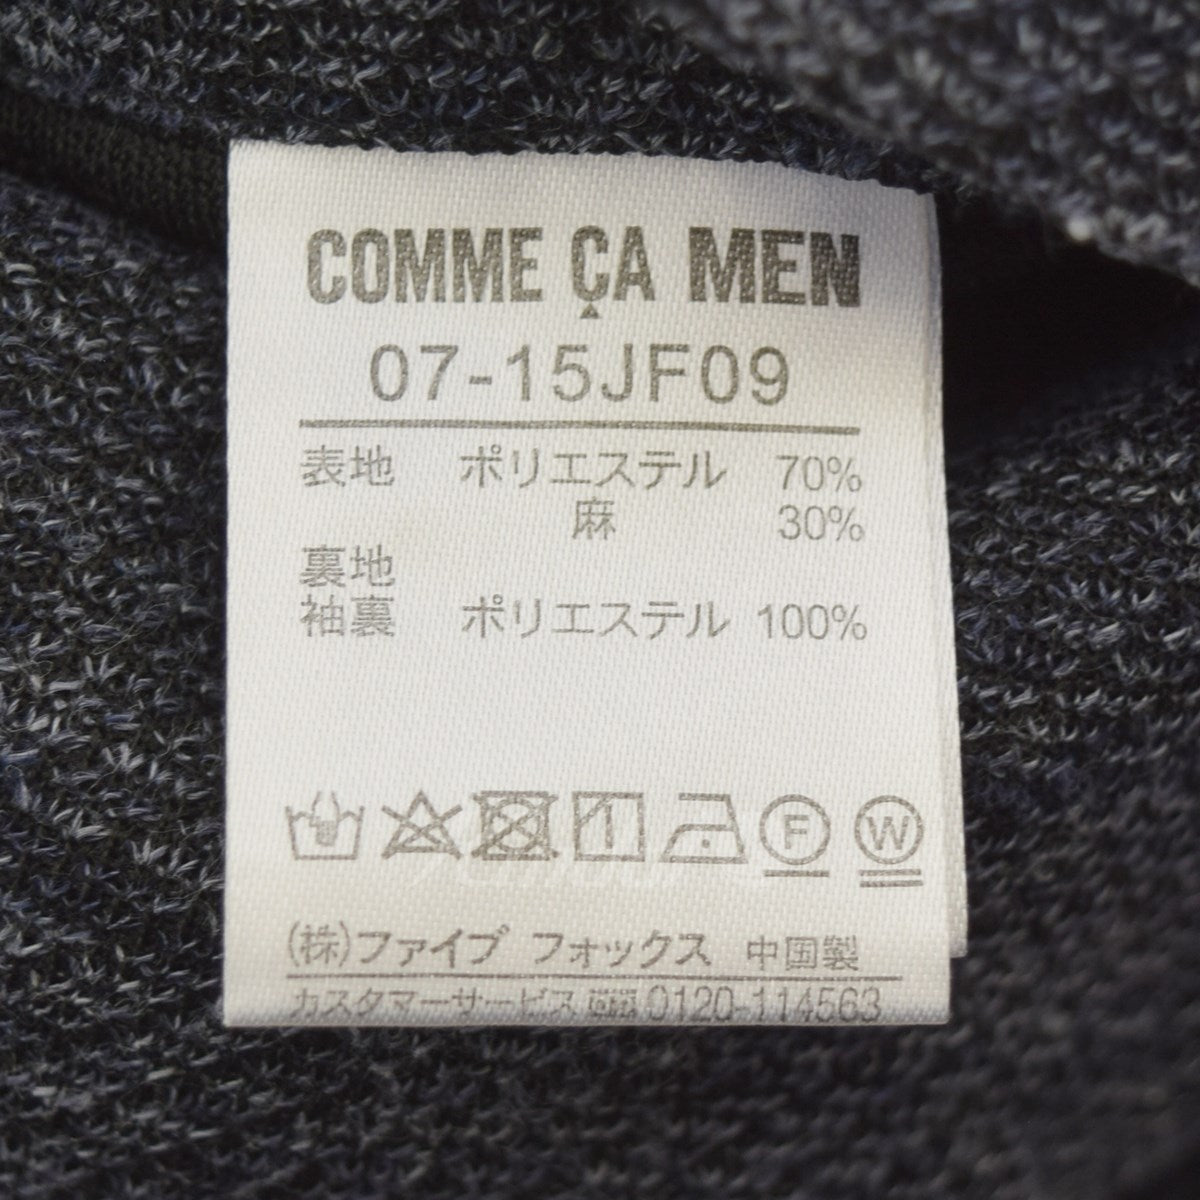 COMME ÇA MEN
07-15JF09
表地 ポリエステル 70%
麻 30%
裏地
袖裏 ポリエステル 100%
F W
(株)ファイブ フォックス 中国製
カスタマーサービス 0120-114563